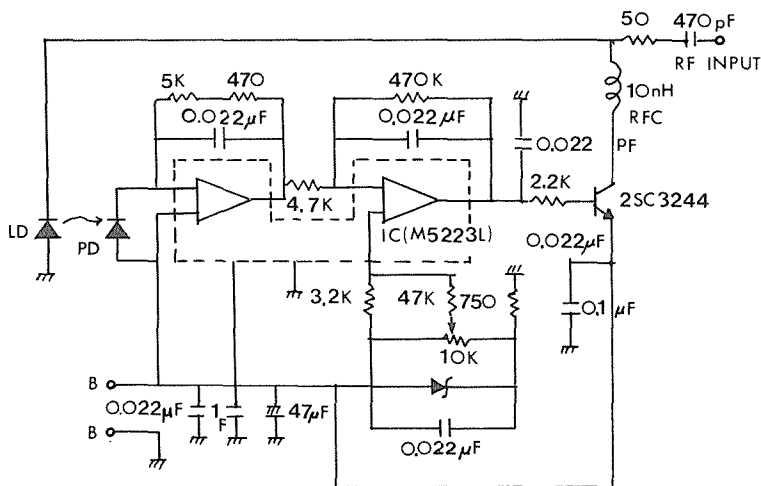 50
470pF
RF INPUT
5K
470
470K
10nH
RFC
0.022µF
0.022µF
0.022
PF
2.2K
2SC3244
4.7K
IC(M5223L)
LD
PD
0.022µF
3.2K
47K
750
0.1 µF
10K
B
0.022µF
1
F
47µF
B
0.022µF